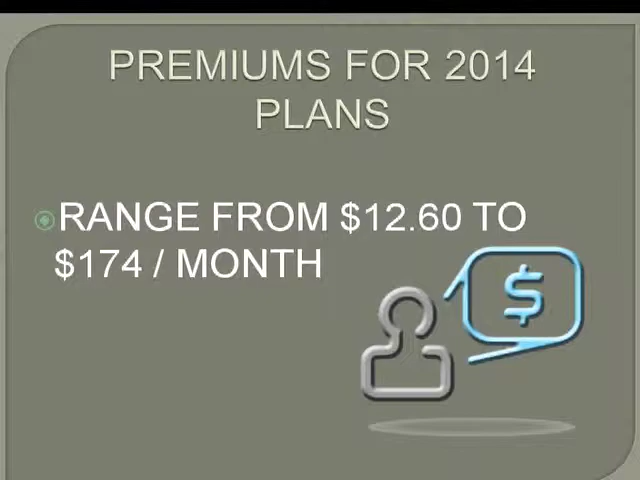 PREMIUMS FOR 2014
PLANS
RANGE FROM $12.60 TO
$174 / MONTH
$